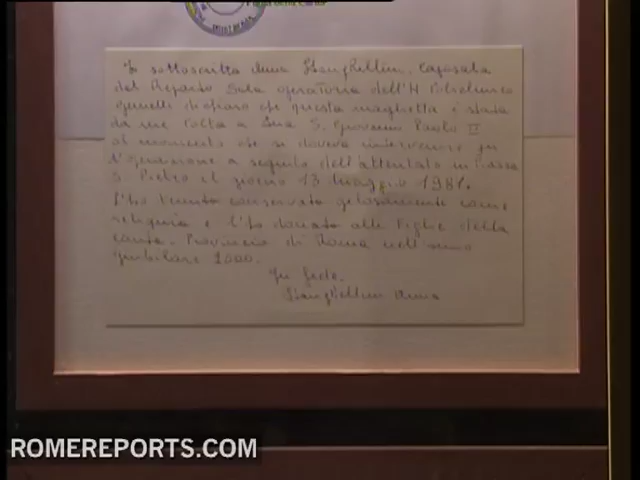 Io sottoscritta Anna Stanghellini, caposala
del Reparto Sala operatoria dell'H Policlinico
Gemelli dichiaro che questa maglietta è stata
da me tolta a Sua S. Giovanni Paolo II
al momento che si doveva intervenire per
l'operazione a seguito dell'attentato in Piazza
S. Pietro il giorno 13 maggio 1981.
L'ho tenuta conservata gelosamente come
reliquia e l'ho donata alle Figlie della
Carità. Provincia di Roma nell'anno
giubilare 2000.
In fede.
Stanghellini Anna
ROMEREPORTS.COM